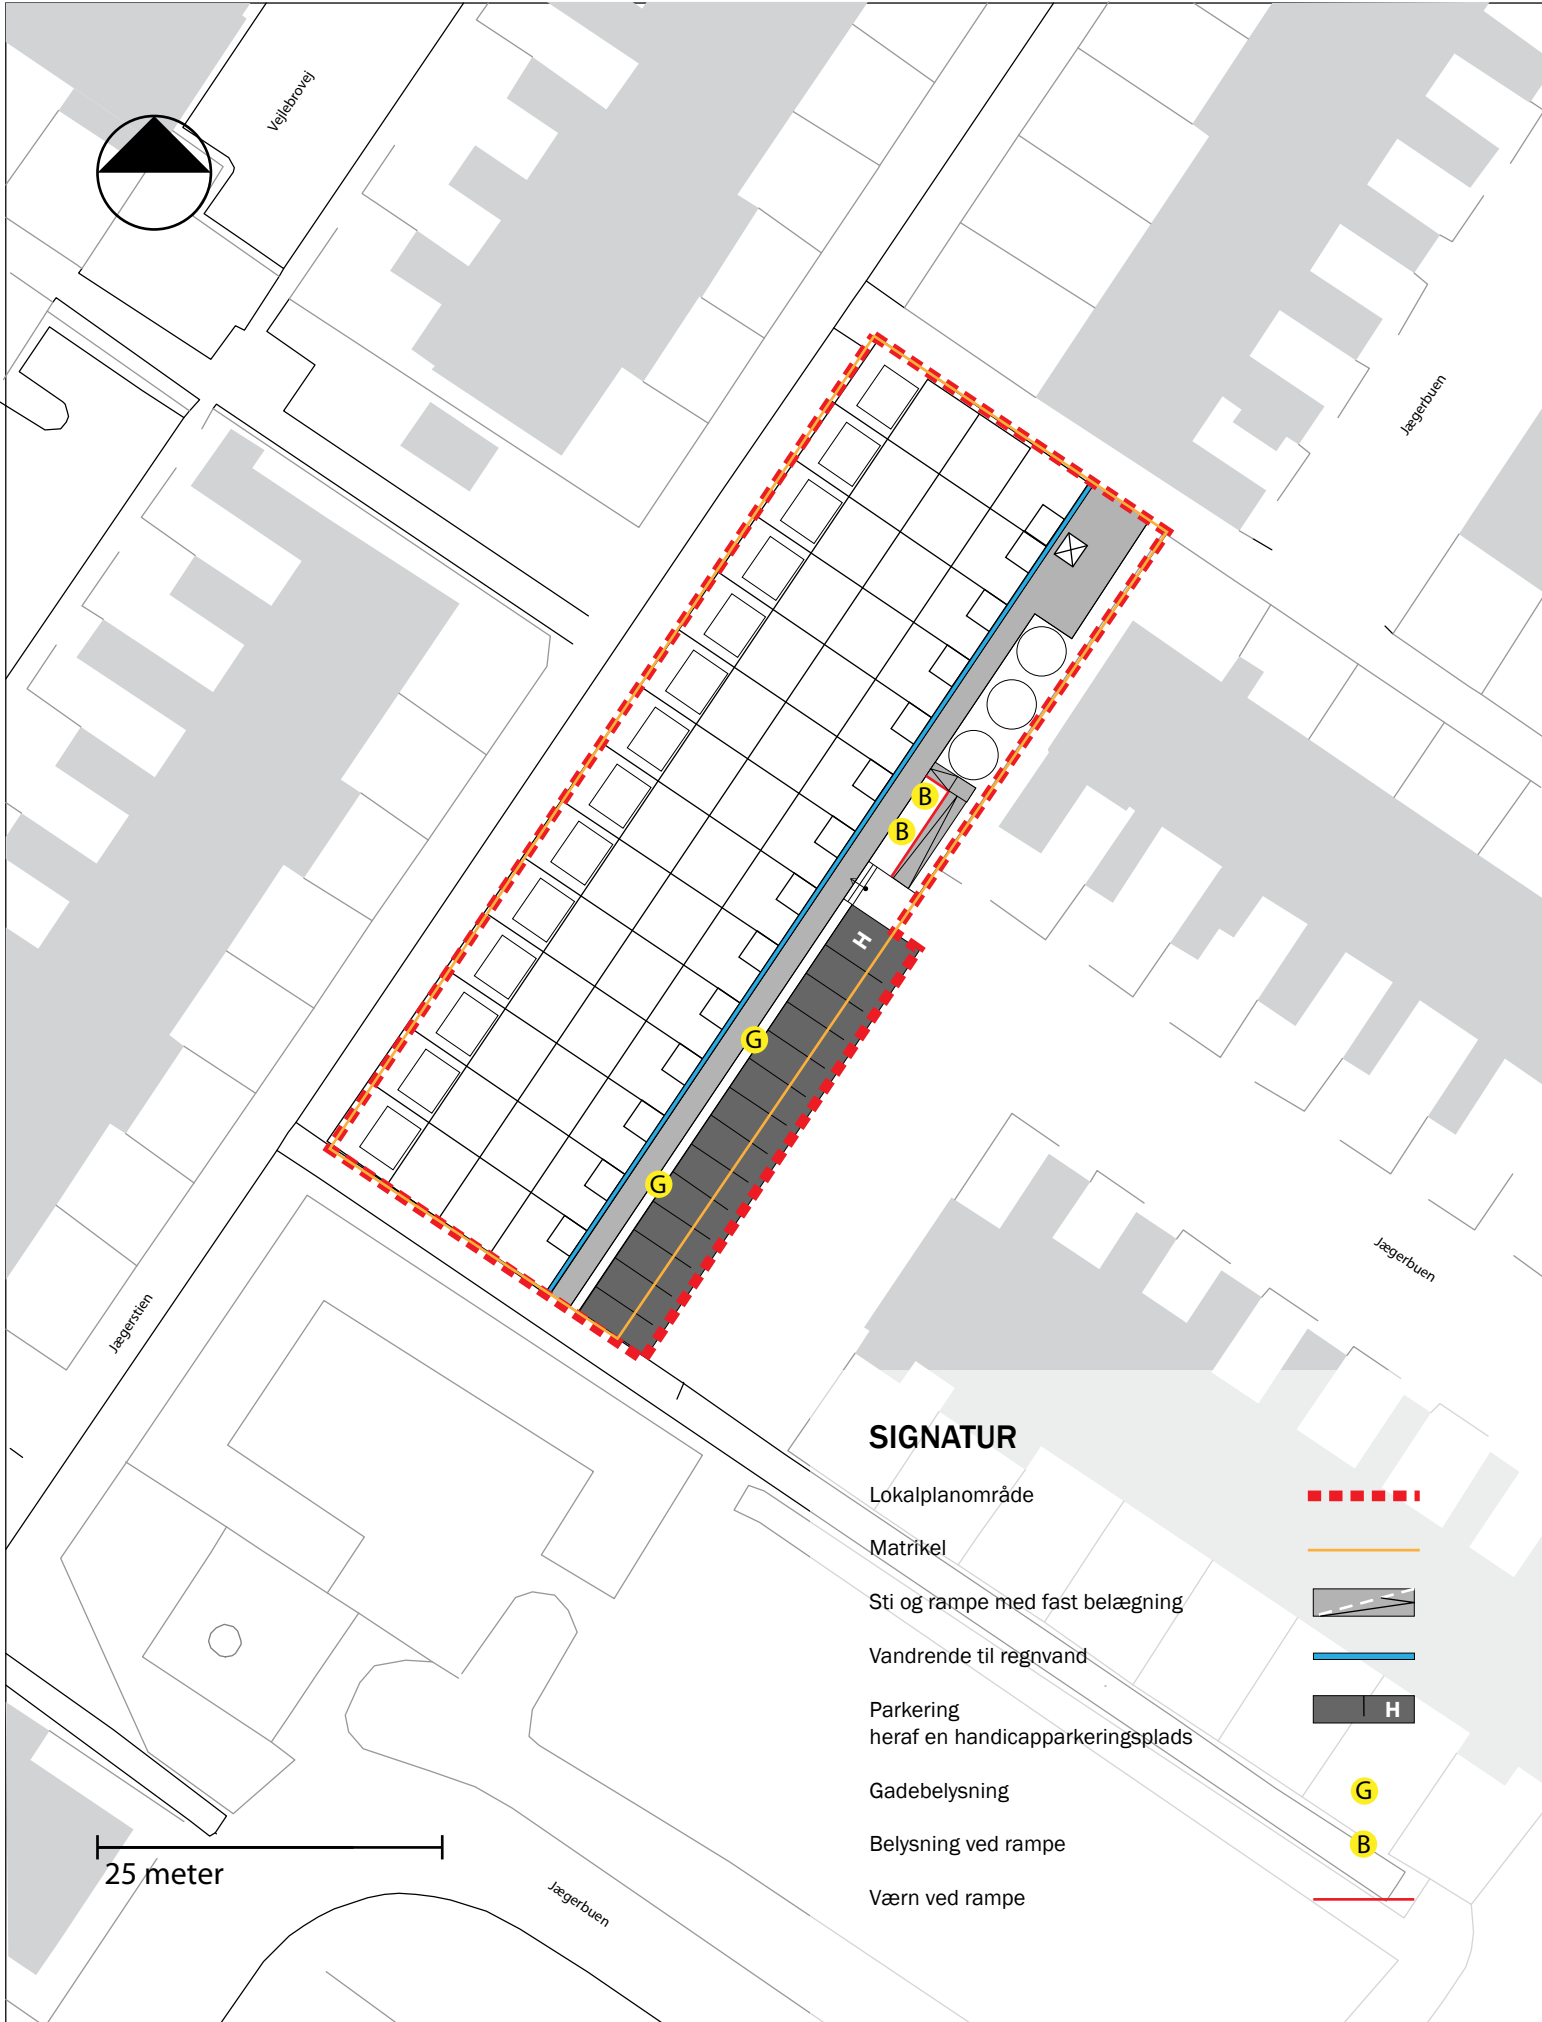 Vejlebrovej
Jægerbuen
B
B
H
G
G
Jægerbuen
Jægerstien
SIGNATUR
Lokalplanområde
Matrikel
Sti og rampe med fast belægning
Vandrende til regnvand
Parkering
heraf en handicapparkeringsplads
H
Gadebelysning
G
Belysning ved rampe
B
Værn ved rampe
25 meter
Jægerbuen